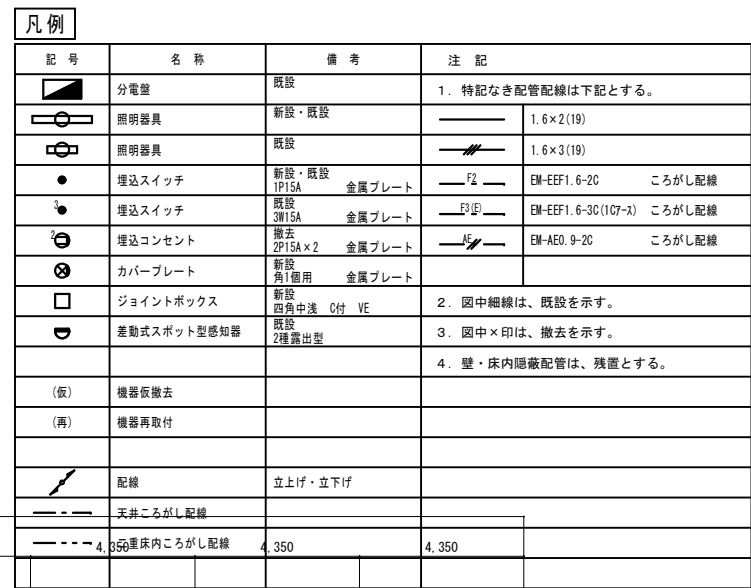 凡例
記 号 名 称 備 考 注 記
分電盤 既設 1. 特記なき配管配線は下記とする。
照明器具 新設・既設 1.6×2(19)
照明器具 既設 1.6×3(19)
埋込スイッチ 新設・既設 F2 EM-EEF1.6-2C ころがし配線
1P15A 金属プレート
3 埋込スイッチ 既設 F3(E) EM-EEF1.6-3C(1Cｱｰｽ) ころがし配線
3W15A 金属プレート
2 埋込コンセント 撤去 AE EM-AE0.9-2C ころがし配線
2P15A×2 金属プレート
カバープレート 新設
角1個用 金属プレート
ジョイントボックス 新設 2. 図中細線は、既設を示す。
四角中浅 C付 VE
差動式スポット型感知器 既設 3. 図中×印は、撤去を示す。
2種露出型
4. 壁・床内隠蔽配管は、残置とする。
(仮) 機器仮撤去
(再) 機器再取付
配線 立上げ・立下げ
天井ころがし配線
二重床内ころがし配線
4,350 4,350 4,350